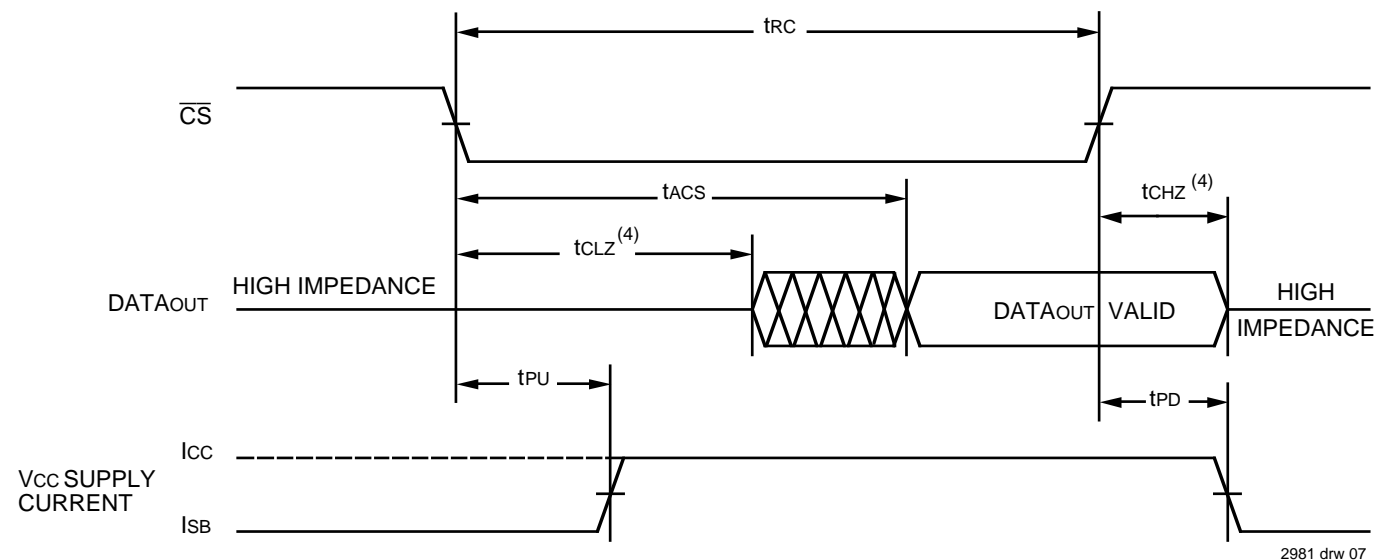 tRC
CS
tACS
tCHZ (4)
tCLZ (4)
HIGH IMPEDANCE
DATAOUT
DATAOUT VALID
HIGH
IMPEDANCE
tPU
tPD
ICC
VCC SUPPLY
CURRENT
ISB
2981 drw 07